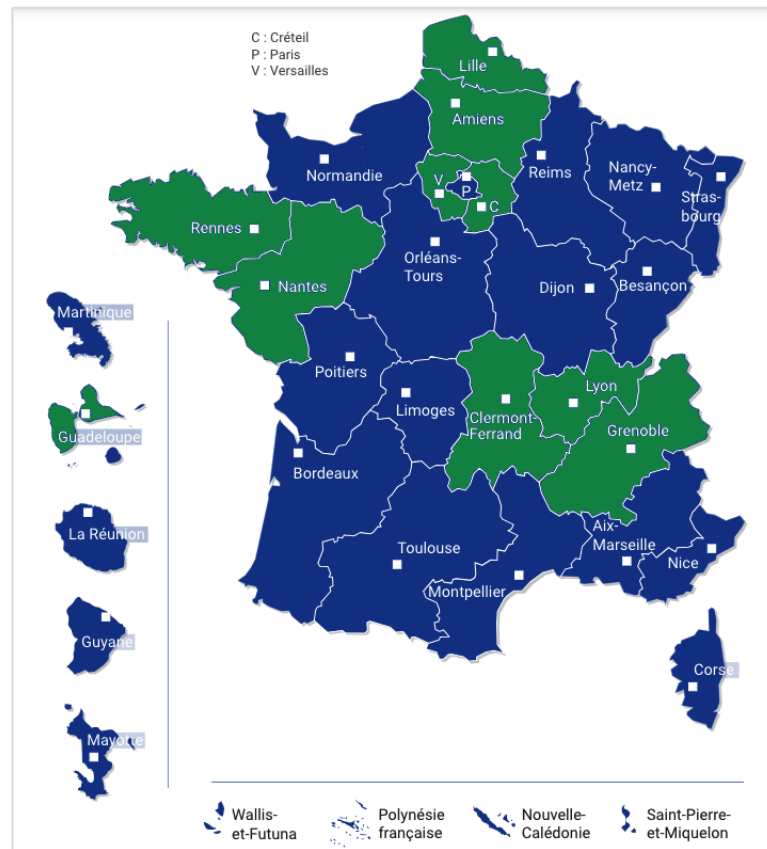 C : Créteil
P : Paris
V : Versailles
Lille
Amiens
Normandie
Reims
Nancy-
Metz
Stras-
bourg
V
P
C
Rennes
Nantes
Orléans-
Tours
Dijon
Besançon
Martinique
Poitiers
Limoges
Clermont-
Ferrand
Lyon
Grenoble
Guadeloupe
Bordeaux
La Réunion
Toulouse
Montpellier
Aix-
Marseille
Nice
Guyane
Corse
Mayotte
Wallis-
et-Futuna
Polynésie
française
Nouvelle-
Calédonie
Saint-Pierre-
et-Miquelon